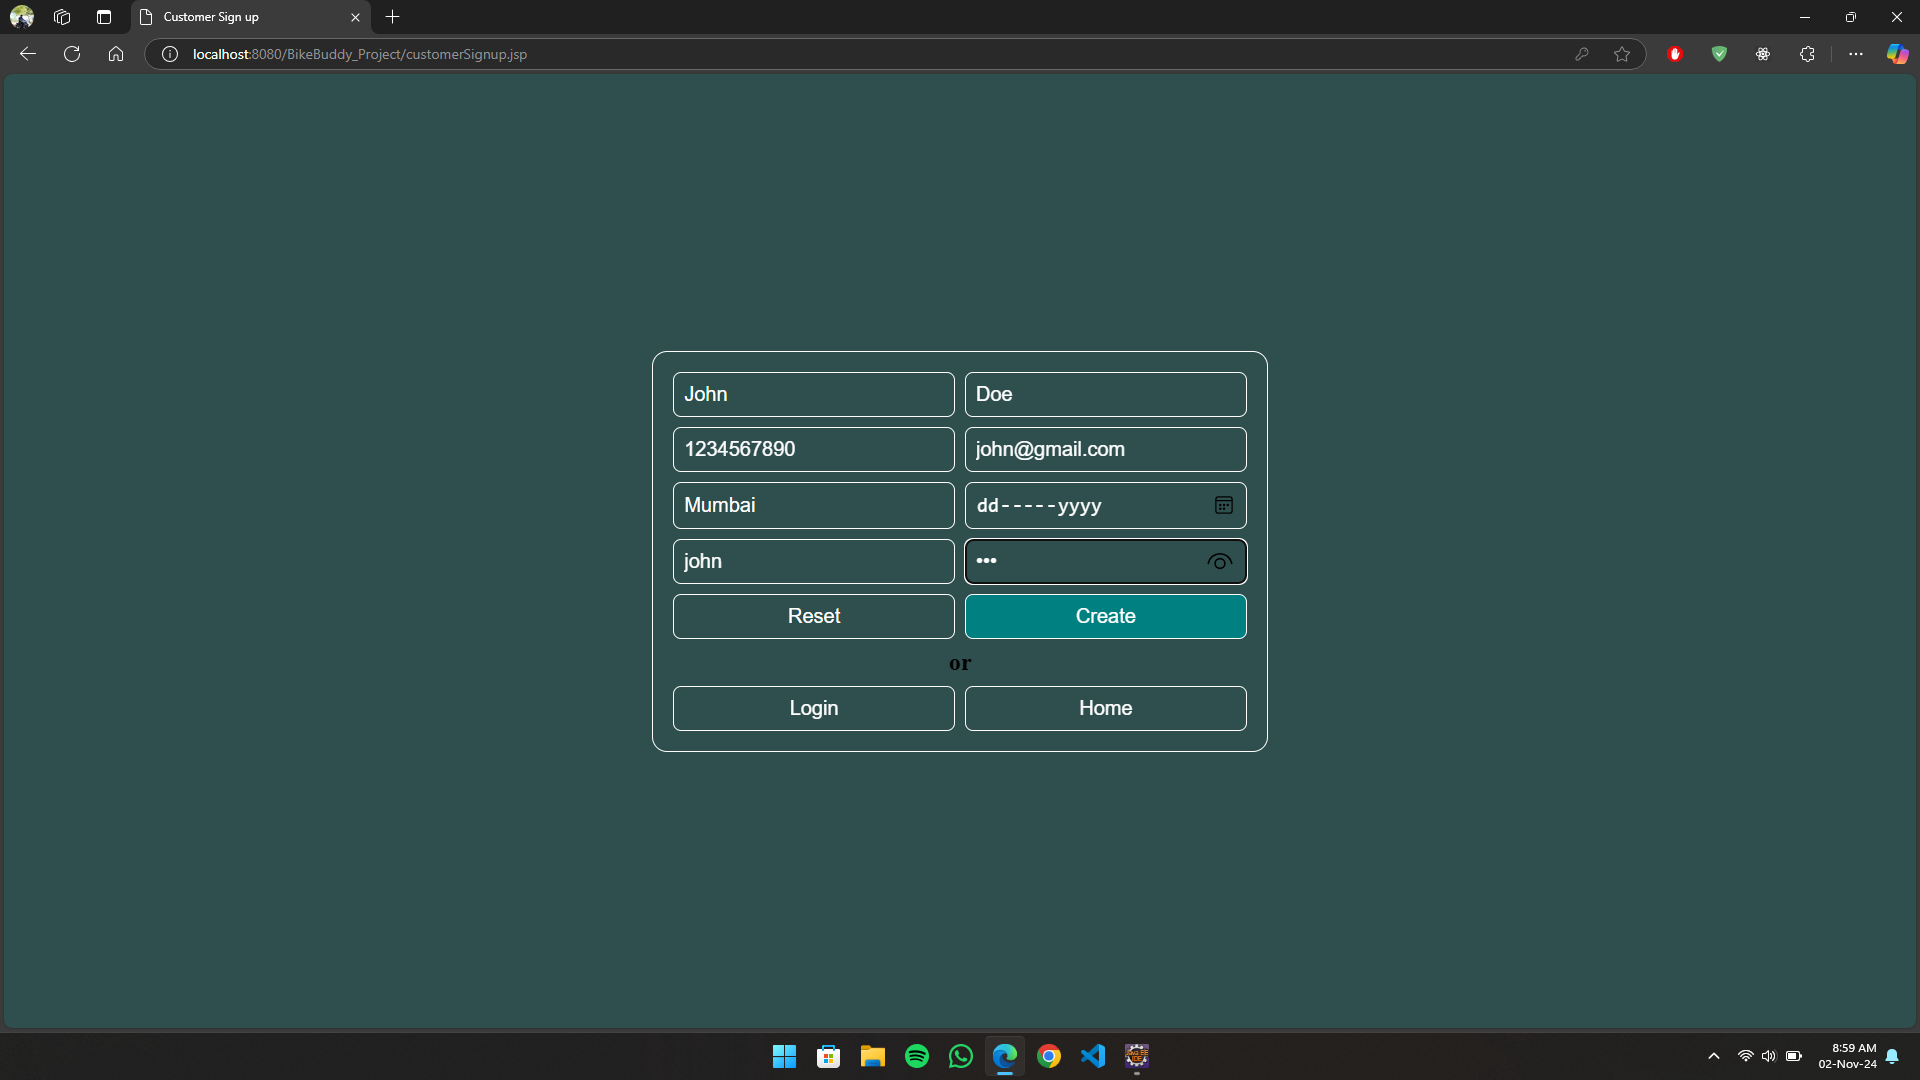 Customer Sign up
localhost:8080/BikeBuddy_Project/customerSignup.jsp
John Doe
1234567890 john@gmail.com
Mumbai dd-----yyyy
john •••
Reset Create
or
Login Home
8:59 AM
02-Nov-24